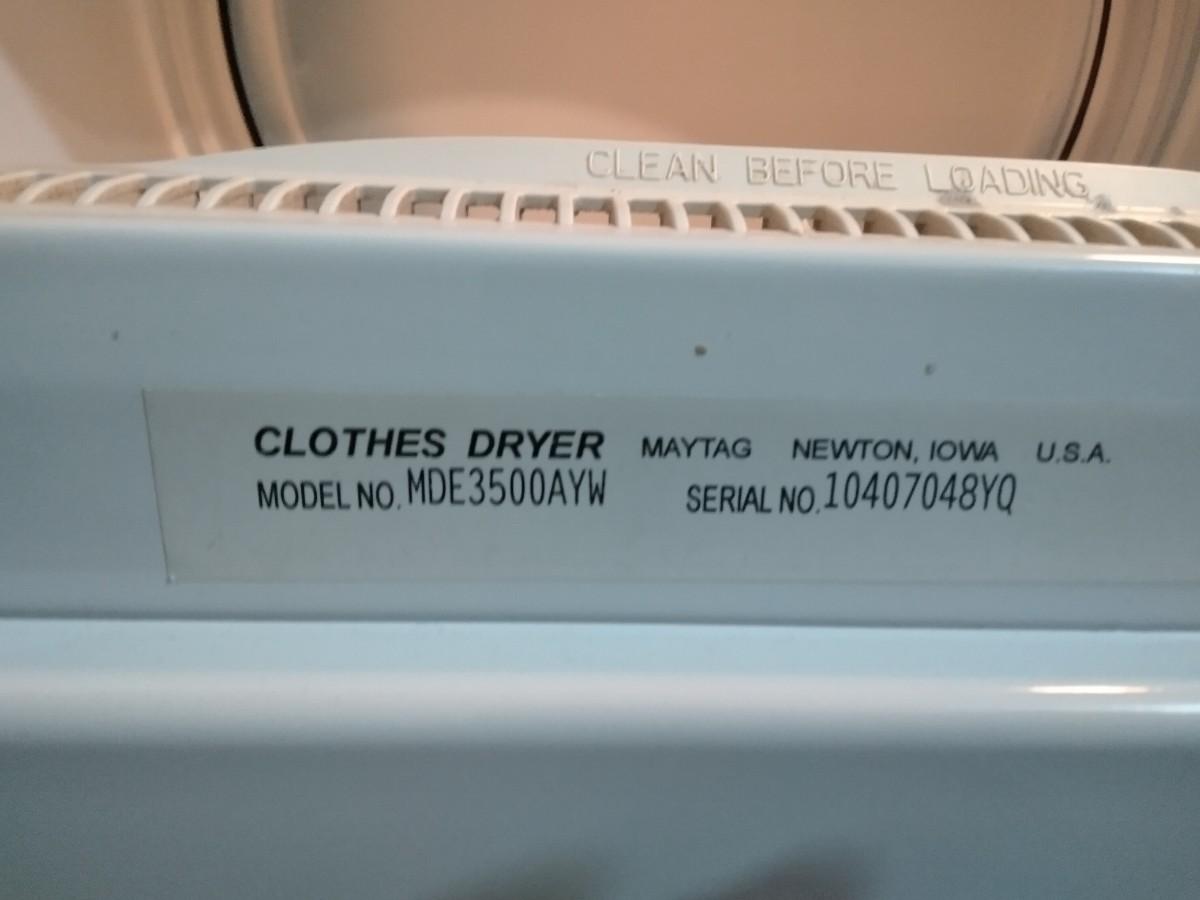 CLEAN BEFORE LOADING
CLOTHES DRYER MAYTAG NEWTON, IOWA U.S.A.
MODEL NO. MDE3500AYW SERIAL NO. 10407048YQ